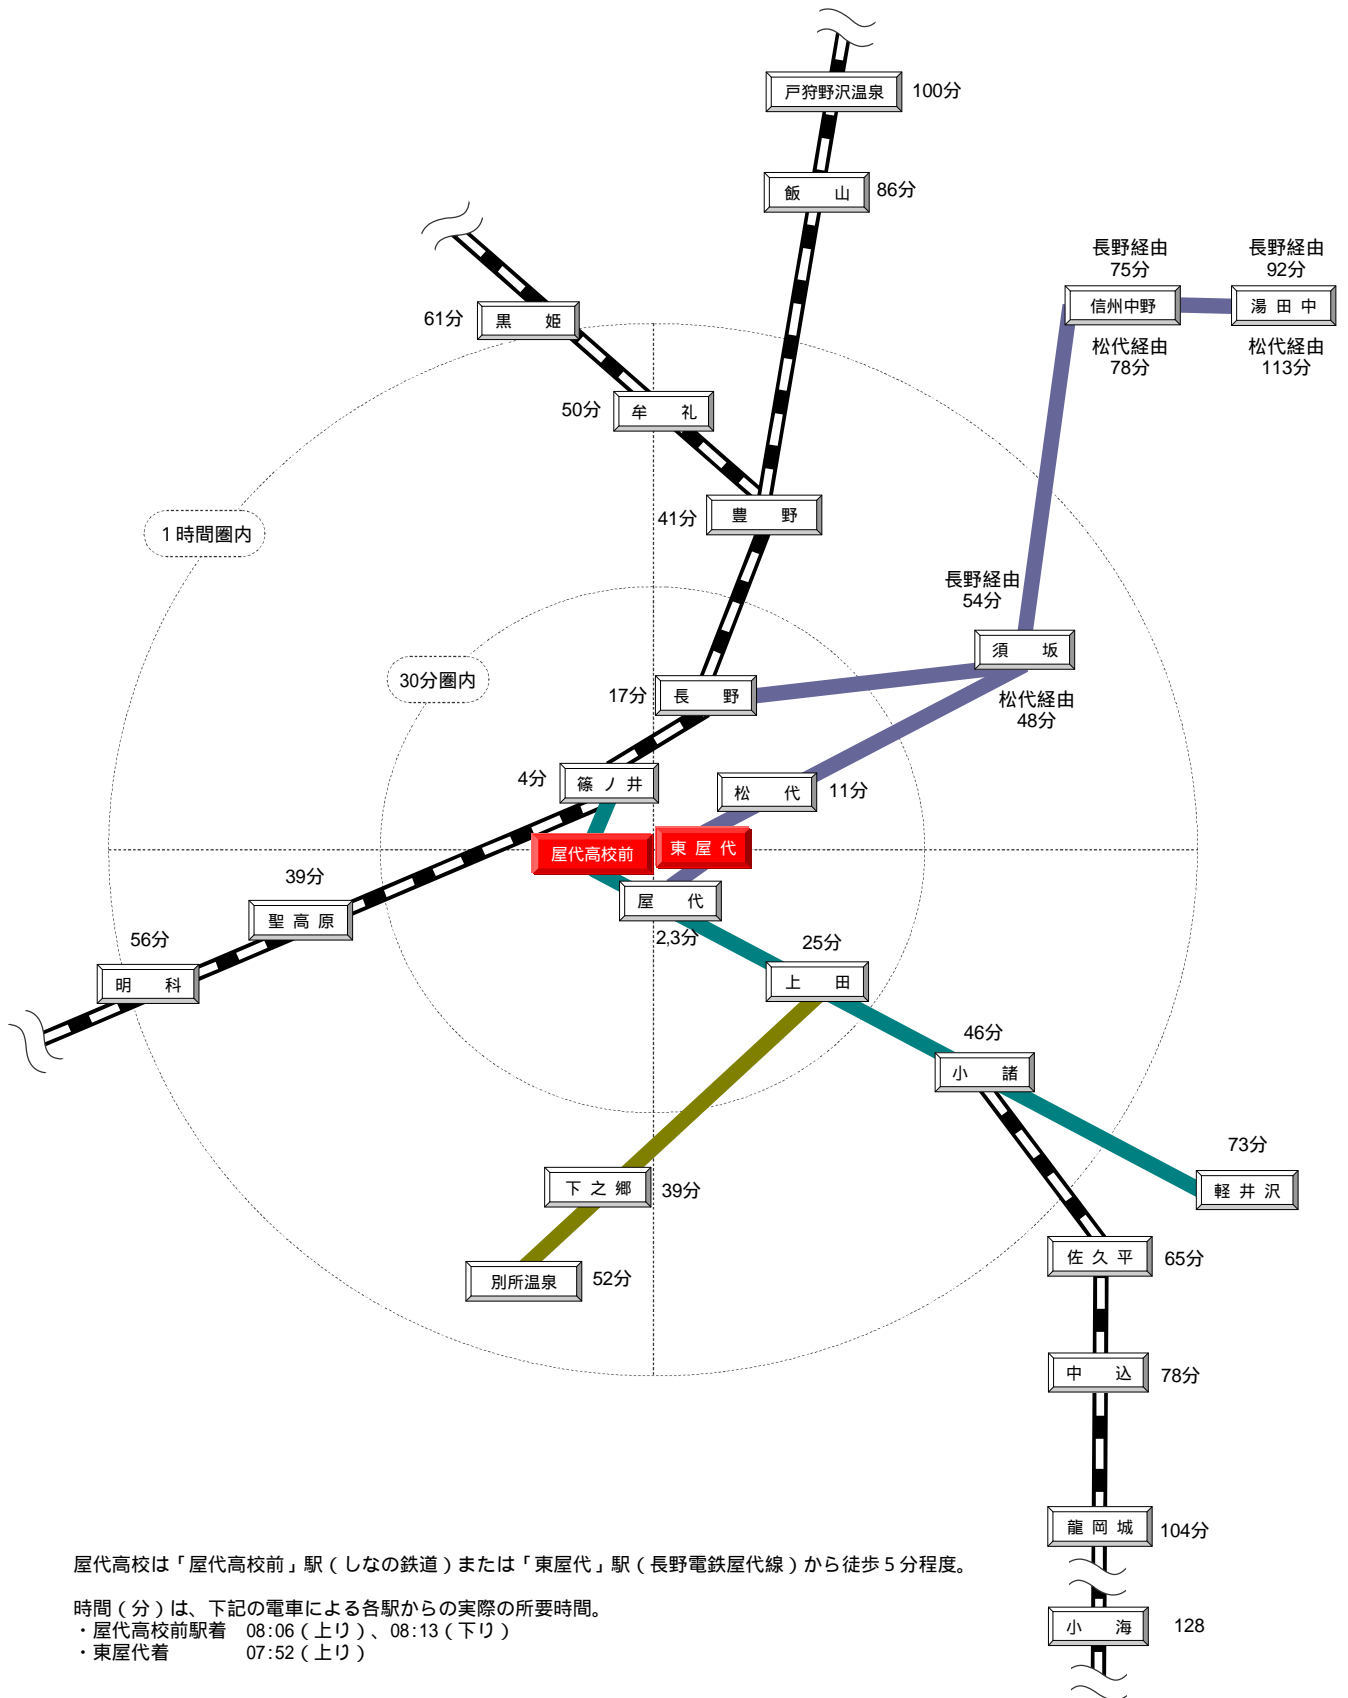 戸狩野沢温泉
100分
飯　山
86分
長野経由
75分
長野経由
92分
信州中野
湯 田 中
61分
黒　姫
松代経由
78分
松代経由
113分
50分
牟　礼
41分
豊　野
１時間圏内
長野経由
54分
須　坂
30分圏内
17分
長　野
松代経由
48分
4分
篠 ノ 井
松　代
11分
屋代高校前
東 屋 代
39分
屋　代
聖 高 原
2,3分
56分
25分
明　科
上　田
46分
小　諸
73分
下 之 郷
39分
軽 井 沢
佐 久 平
65分
別所温泉
52分
中　込
78分
龍 岡 城
104分
屋代高校は「屋代高校前」駅（しなの鉄道）または「東屋代」駅（長野電鉄屋代線）から徒歩５分程度。
時間（分）は、下記の電車による各駅からの実際の所要時間。
・屋代高校前駅着　08:06（上り）、08:13（下り）
・東屋代着　　　　07:52（上り）
小　海
128